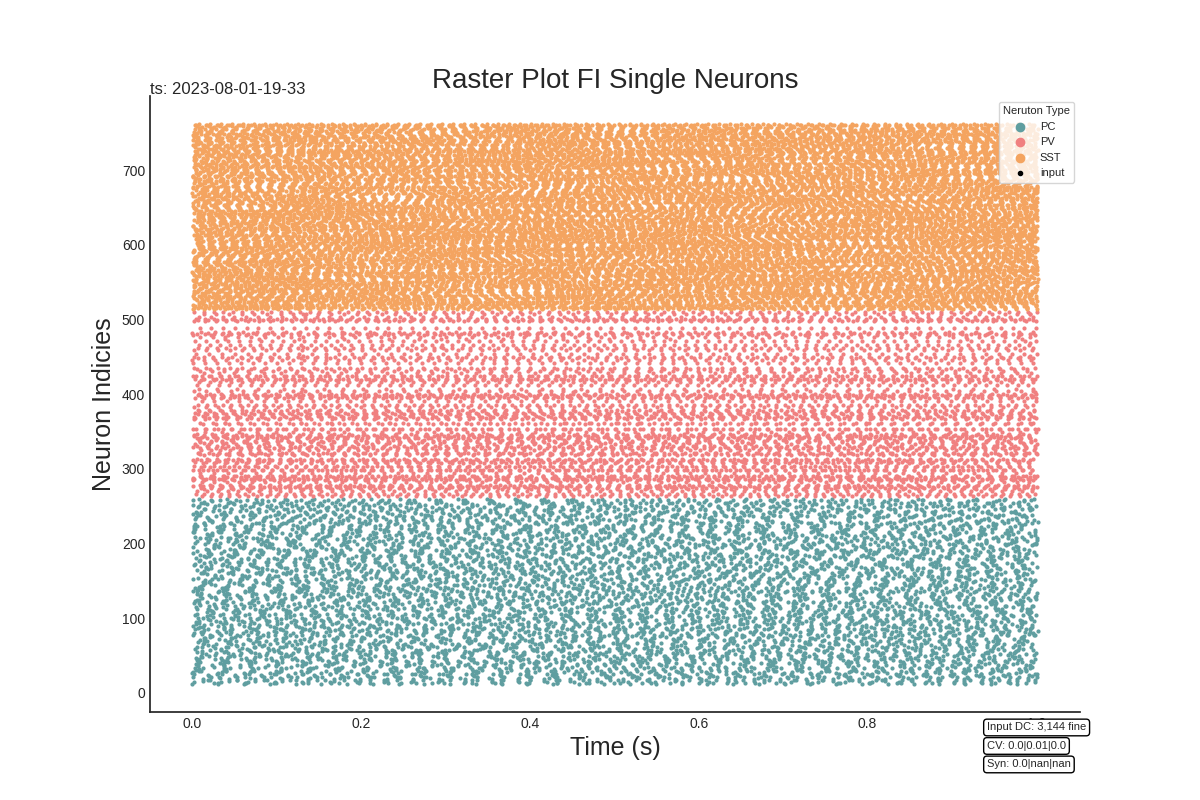 Raster Plot FI Single Neurons
ts: 2023-08-01-19-33
Neruton Type
PC
PV
SST
input
Neuron Indicies
700
600
500
400
300
200
100
0
0.0 0.2 0.4 0.6 0.8
Time (s)
Input DC: 3,144 fine
CV: 0.0|0.01|0.0
Syn: 0.0|nan|nan